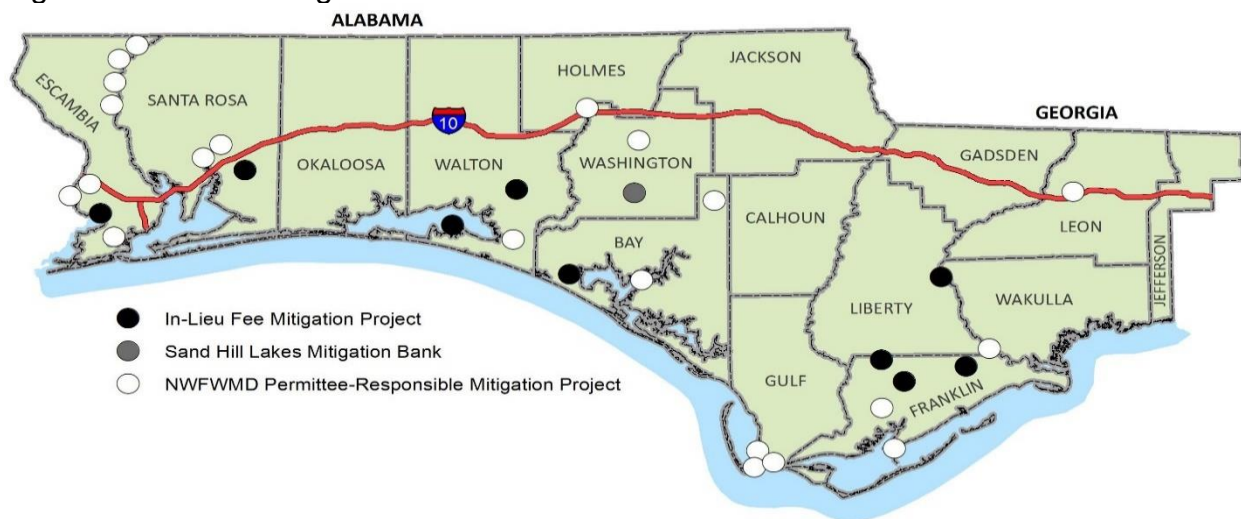 ALABAMA
JACKSON
HOLMES
ESCAMBIA
SANTA ROSA
GEORGIA
10
GADSDEN
OKALOOSA
WALTON
WASHINGTON
CALHOUN
LEON
BAY
JEFFERSON
LIBERTY
WAKULLA
In-Lieu Fee Mitigation Project
Sand Hill Lakes Mitigation Bank
GULF
NWFWMD Permittee-Responsible Mitigation Project
FRANKLIN